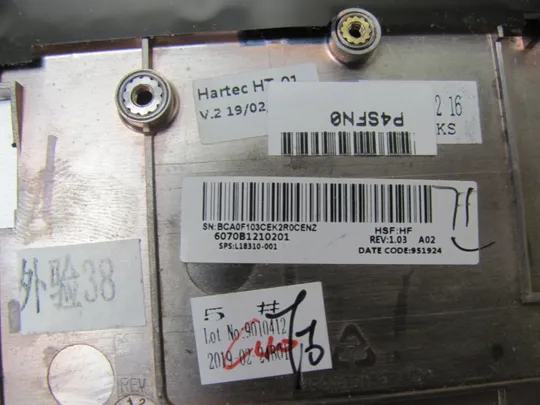 Hartec HT 01
V.2 19/02
P4SFN0
2 16
KS
SN:BCA0F103CEK2R0CENZ
6070B1210201
SPS:L18310-001
HSF:HF
REV:1.03 A02
DATE CODE:951924
外验38
5 #
Lot No:9010412
2019 02
REV